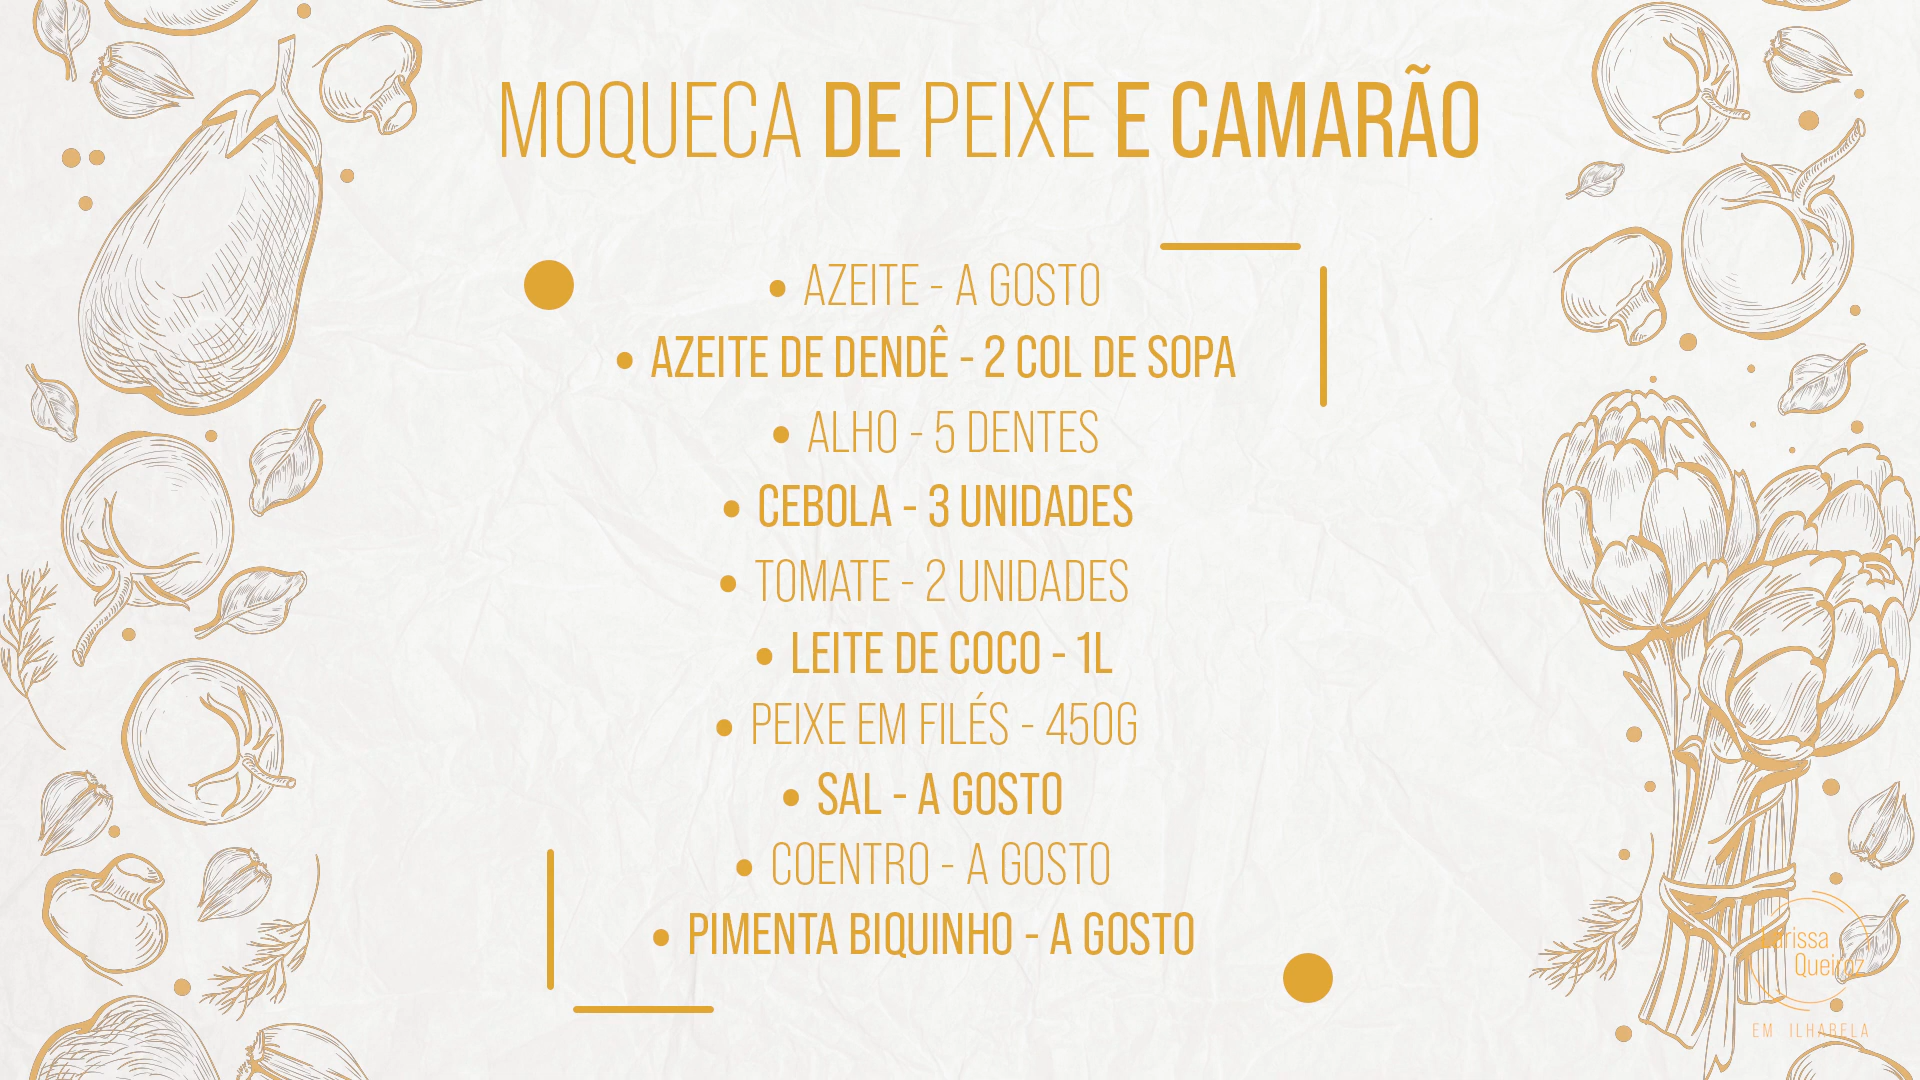 MOQUECA DE PEIXE E CAMARÃO
• AZEITE - A GOSTO
• AZEITE DE DENDÊ - 2 COL DE SOPA
• ALHO - 5 DENTES
• CEBOLA - 3 UNIDADES
• TOMATE - 2 UNIDADES
• LEITE DE COCO - 1L
• PEIXE EM FILÉS - 450G
• SAL - A GOSTO
• COENTRO - A GOSTO
• PIMENTA BIQUINHO - A GOSTO
Larissa
Queiroz
EM ILHABELA